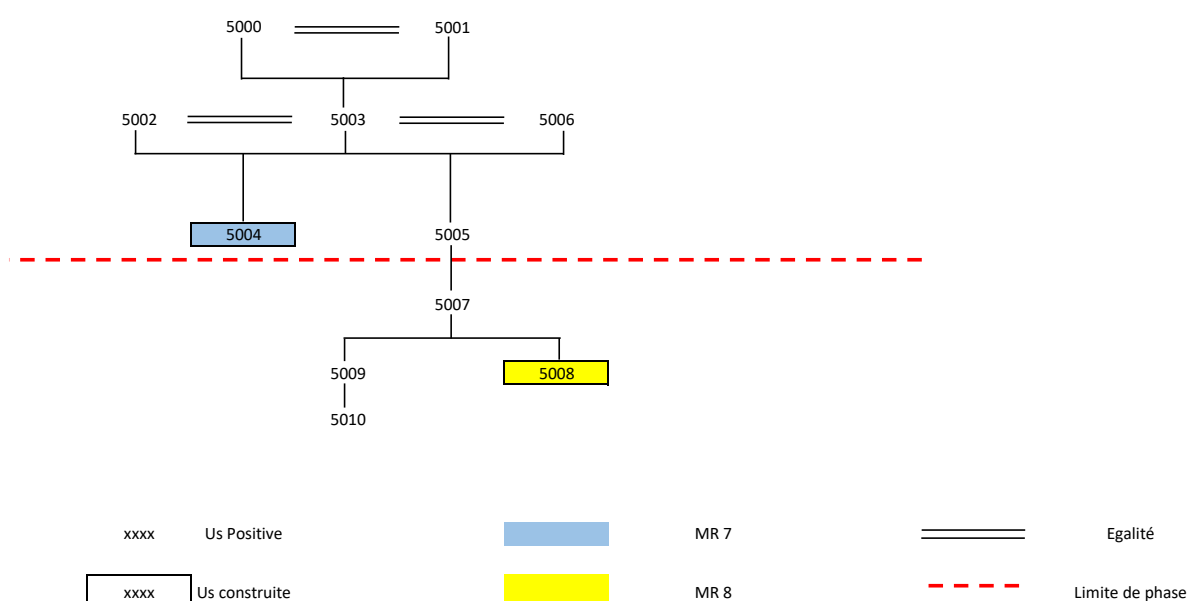 5000 5001
5002 5003 5006
5004 5005
5007
5009 5008
5010
xxxx Us Positive MR 7 Egalité
xxxx Us construite MR 8 Limite de phase